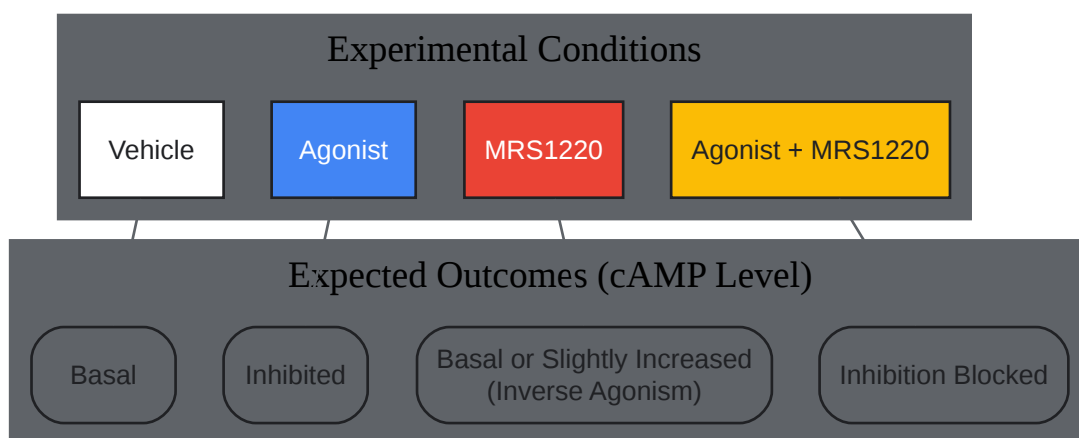 Experimental Conditions
Vehicle
Agonist
MRS1220
Agonist + MRS1220
Expected Outcomes (cAMP Level)
Basal
Inhibited
Basal or Slightly Increased
(Inverse Agonism)
Inhibition Blocked